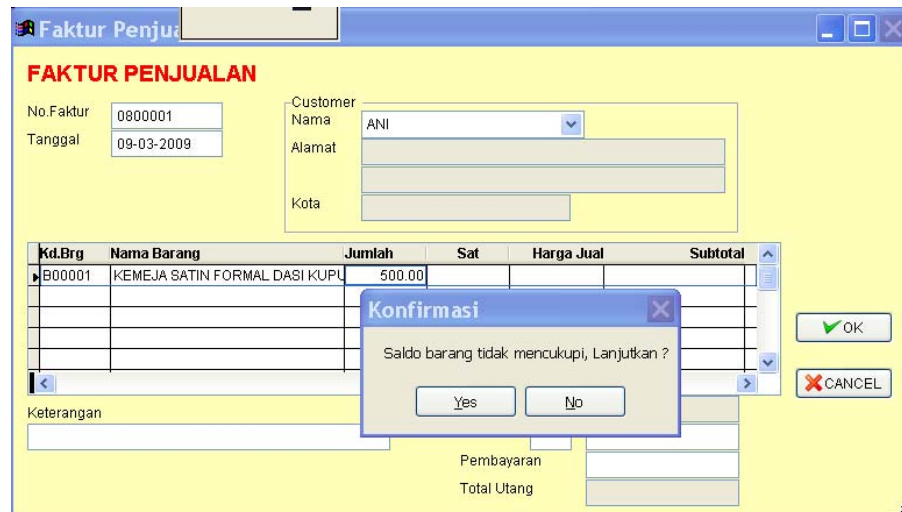 Faktur Penjua
FAKTUR PENJUALAN
No.Faktur 0800001
Tanggal 09-03-2009
Customer
Nama ANI
Alamat
Kota
Kd.Brg Nama Barang Jumlah Sat Harga Jual Subtotal
B00001 KEMEJA SATIN FORMAL DASI KUPU 500.00
Konfirmasi
Saldo barang tidak mencukupi, Lanjutkan ?
Yes No
OK
CANCEL
Keterangan
Pembayaran
Total Utang